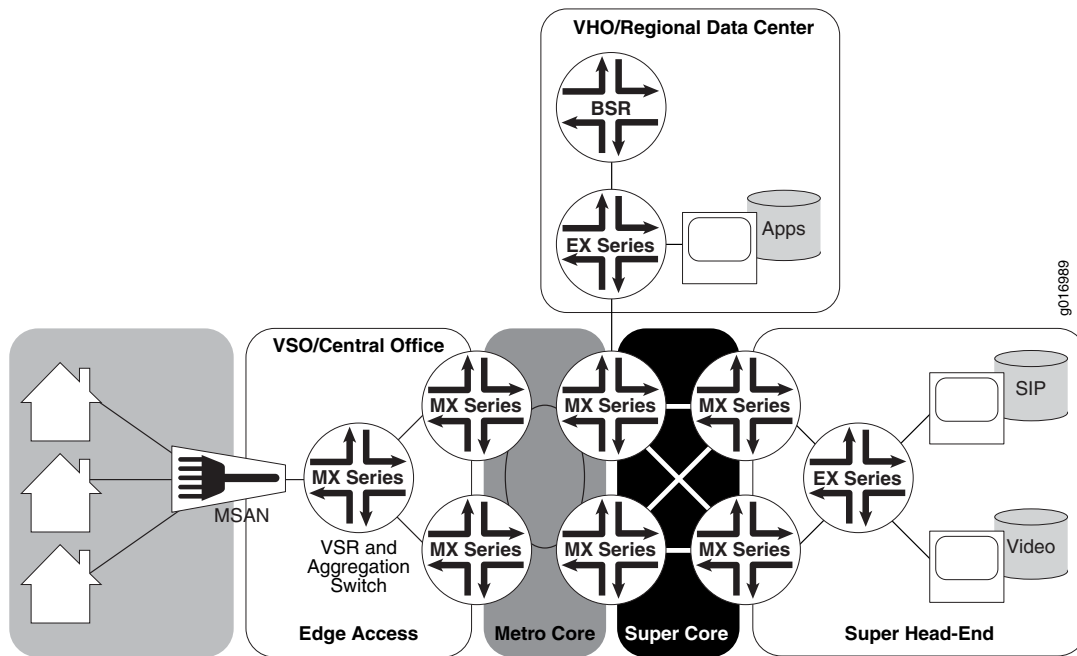 VHO/Regional Data Center
BSR
EX Series
Apps
g016989
VSO/Central Office
MX Series
MX Series
MX Series
SIP
MSAN
MX Series
EX Series
VSR and
Aggregation
Switch
MX Series
MX Series
MX Series
Video
Edge Access
Metro Core
Super Core
Super Head-End